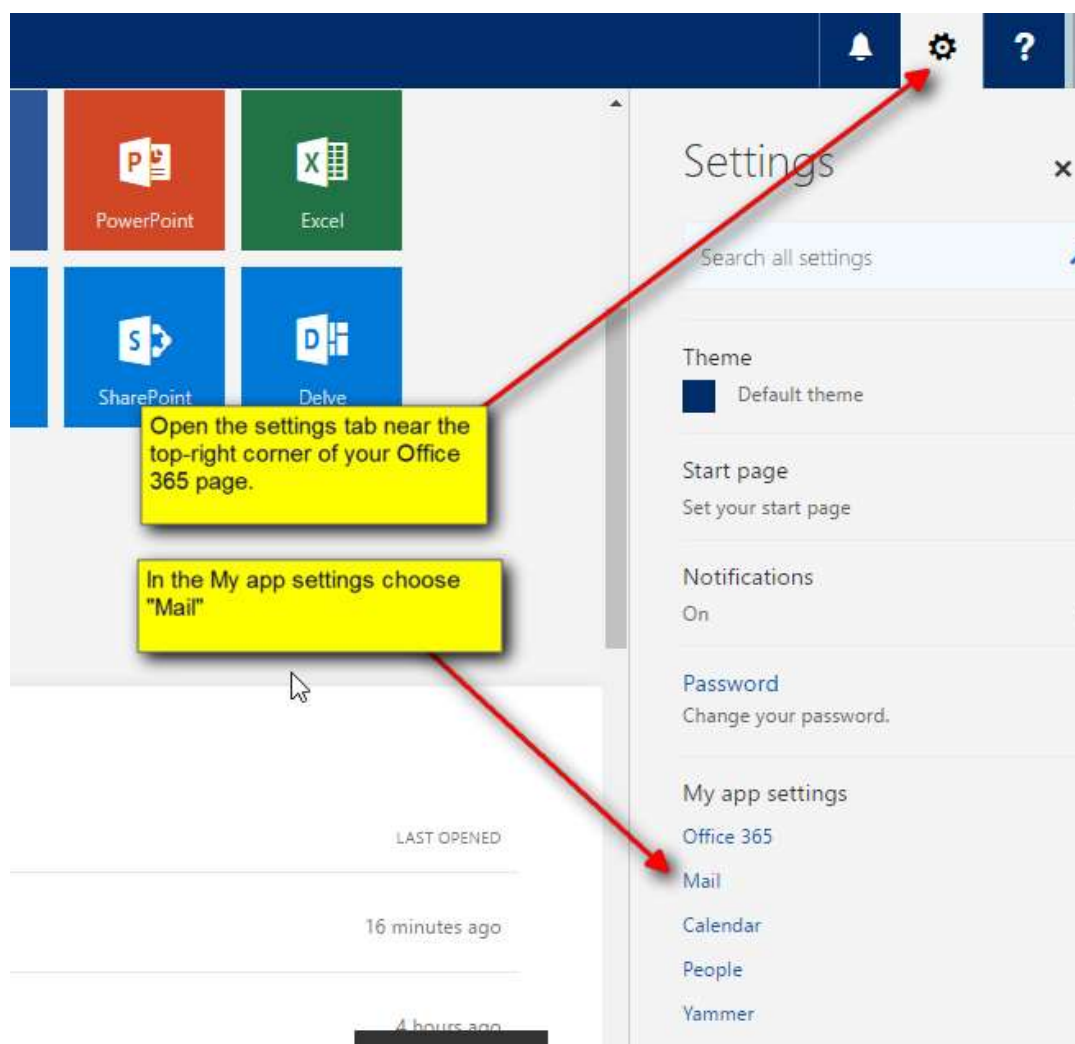 ?
Settings
×
Search all settings
PowerPoint
Excel
SharePoint
Delve
Theme
Default theme
Open the settings tab near the
top-right corner of your Office
365 page.
Start page
Set your start page
In the My app settings choose
"Mail"
Notifications
On
Password
Change your password.
My app settings
Office 365
Mail
Calendar
People
Yammer
LAST OPENED
16 minutes ago
4 hours ago